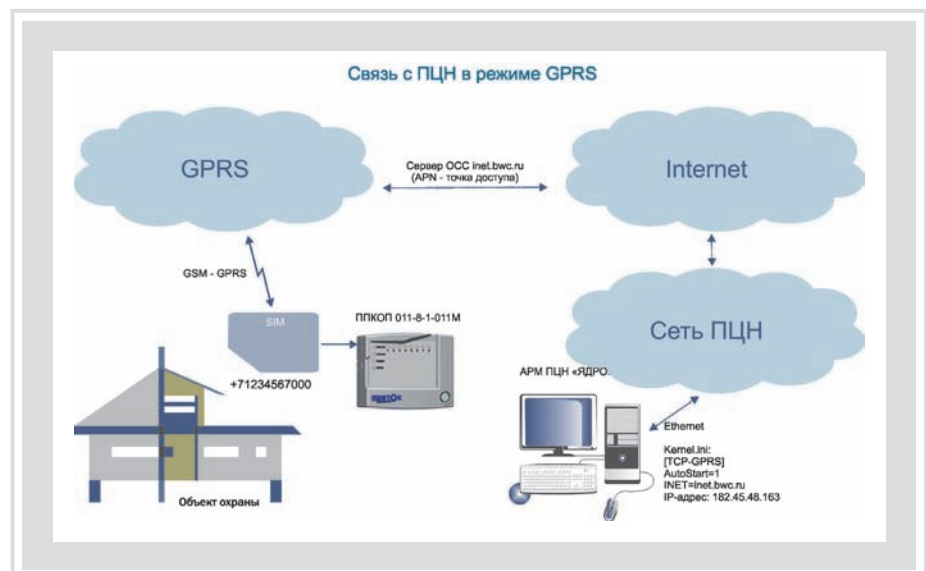 Связь с ПЦН в режиме GPRS
GPRS
Сервер ОСС inet.bwc.ru
(APN - точка доступа)
Internet
GSM - GPRS
SIM
ППКОП 011-8-1-011М
+71234567000
Сеть ПЦН
АРМ ПЦН «ЯДРО
Ethernet
Kernel.ini:
[TCP-GPRS]
AutoStart=1
INET=inet.bwc.ru
IP-адрес: 182.45.48.163
Объект охраны